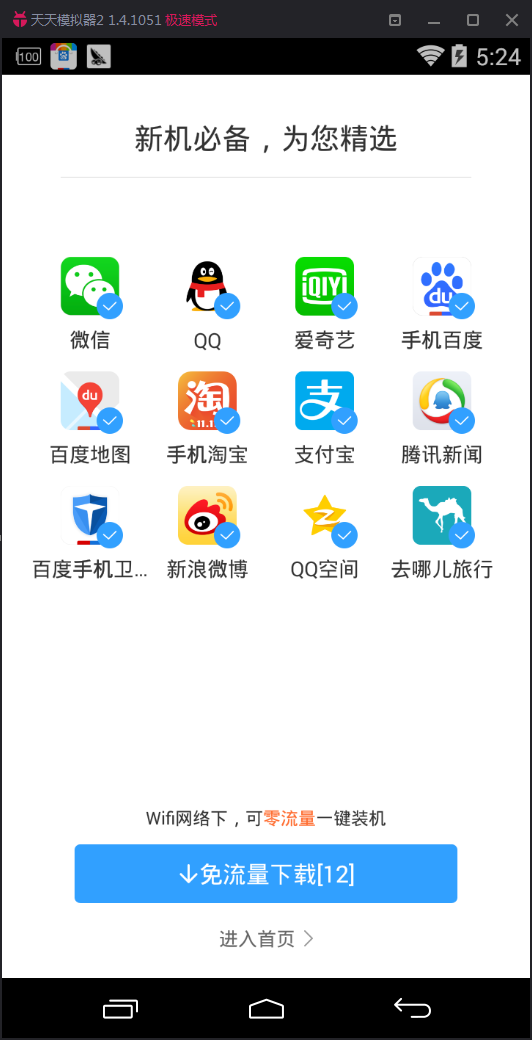 天天模拟器2 1.4.1051 极速模式
100 5:24
新机必备，为您精选
iQIYI du
微信 QQ 爱奇艺 手机百度
du 淘 11.11 支
百度地图 手机淘宝 支付宝 腾讯新闻
百度手机卫... 新浪微博 QQ空间 去哪儿旅行
Wifi网络下，可零流量一键装机
↓免流量下载[12]
进入首页 >